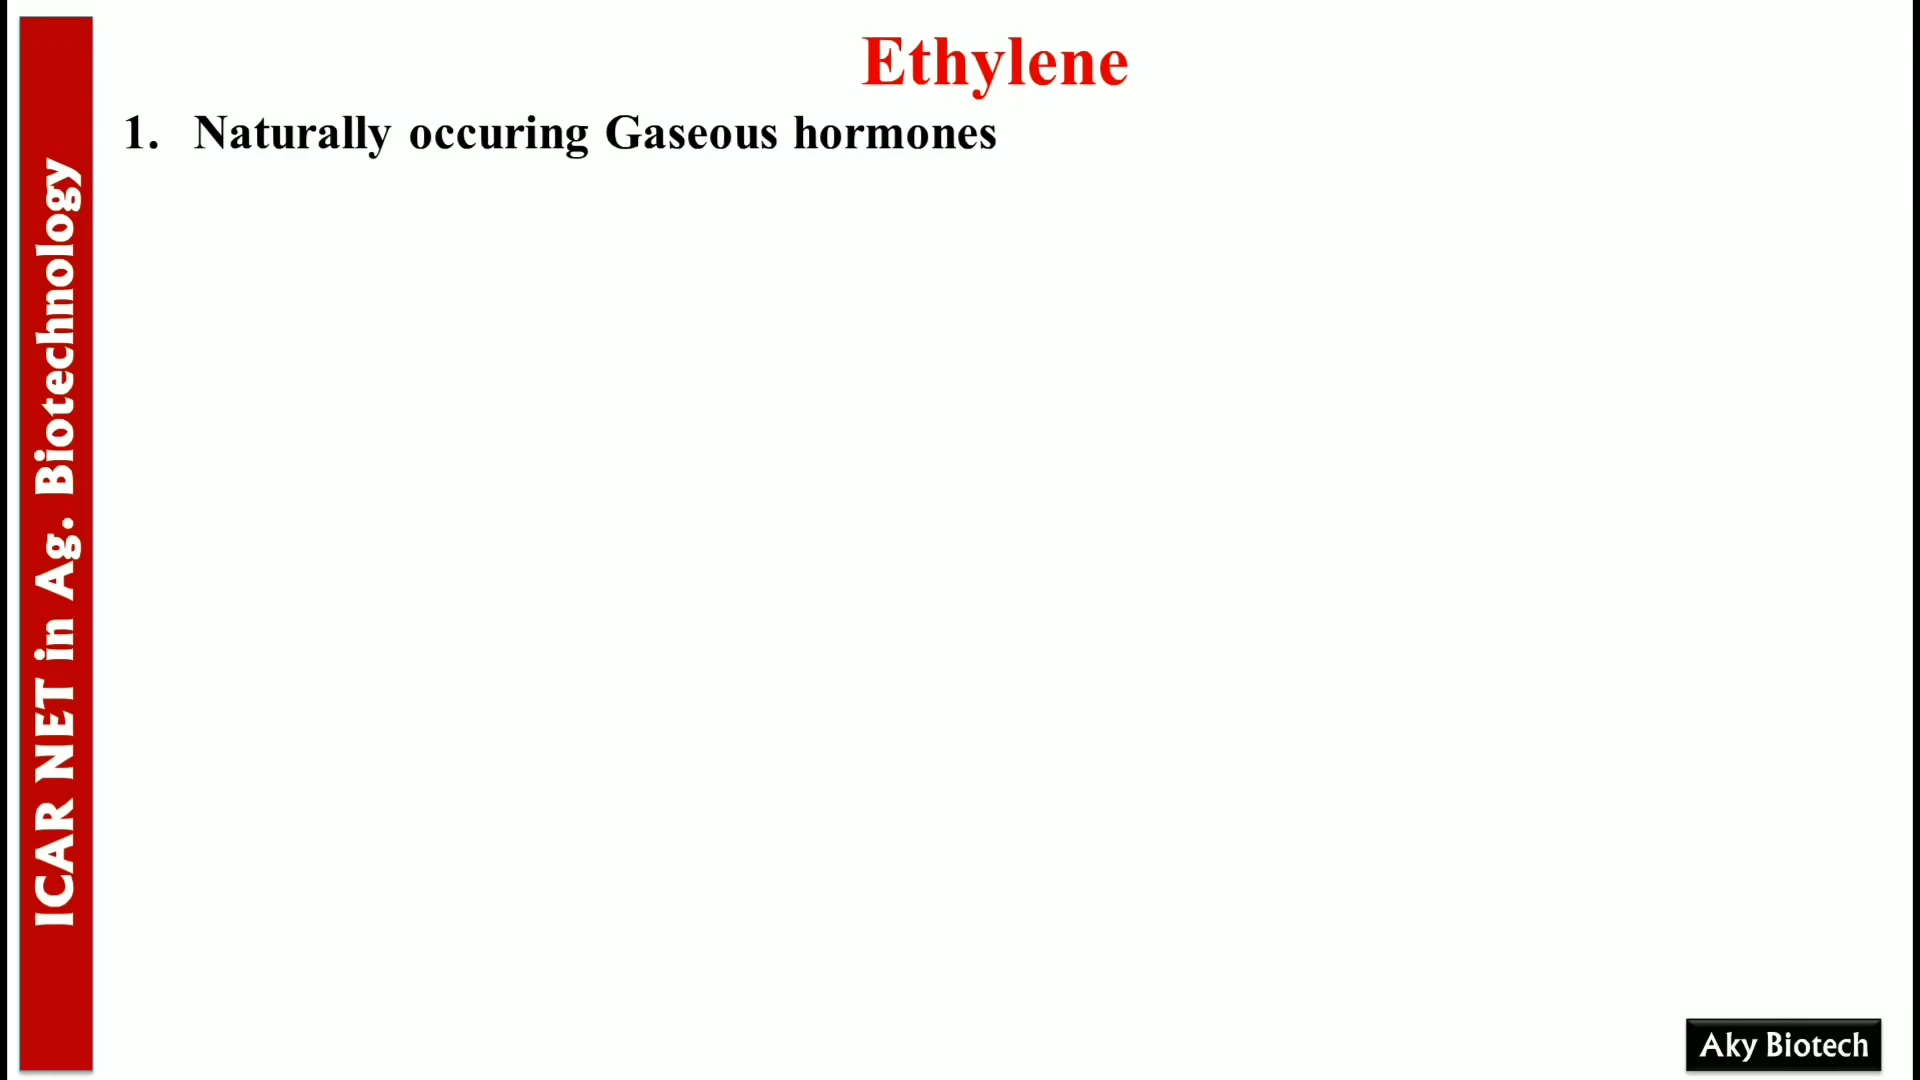 Ethylene
1. Naturally occuring Gaseous hormones
ICAR NET in Ag. Biotechnology
Aky Biotech